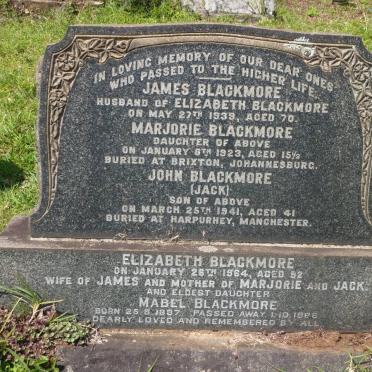 IN LOVING MEMORY OF OUR DEAR ONES
WHO PASSED TO THE HIGHER LIFE.
JAMES BLACKMORE
HUSBAND OF ELIZABETH BLACKMORE
ON MAY 27TH 1939, AGED 70.
MARJORIE BLACKMORE
DAUGHTER OF ABOVE
ON JANUARY 6TH 1923, AGED 15½
BURIED AT BRIXTON, JOHANNESBURG.
JOHN BLACKMORE
(JACK)
SON OF ABOVE
ON MARCH 25TH 1941, AGED 41
BURIED AT HARPURHEY, MANCHESTER.
ELIZABETH BLACKMORE
ON JANUARY 26TH 1964, AGED 92
WIFE OF JAMES AND MOTHER OF MARJORIE AND JACK.
AND ELDEST DAUGHTER
MABEL BLACKMORE
BORN 25.8.1897 PASSED AWAY 1.10.1986
DEARLY LOVED AND REMEMBERED BY ALL